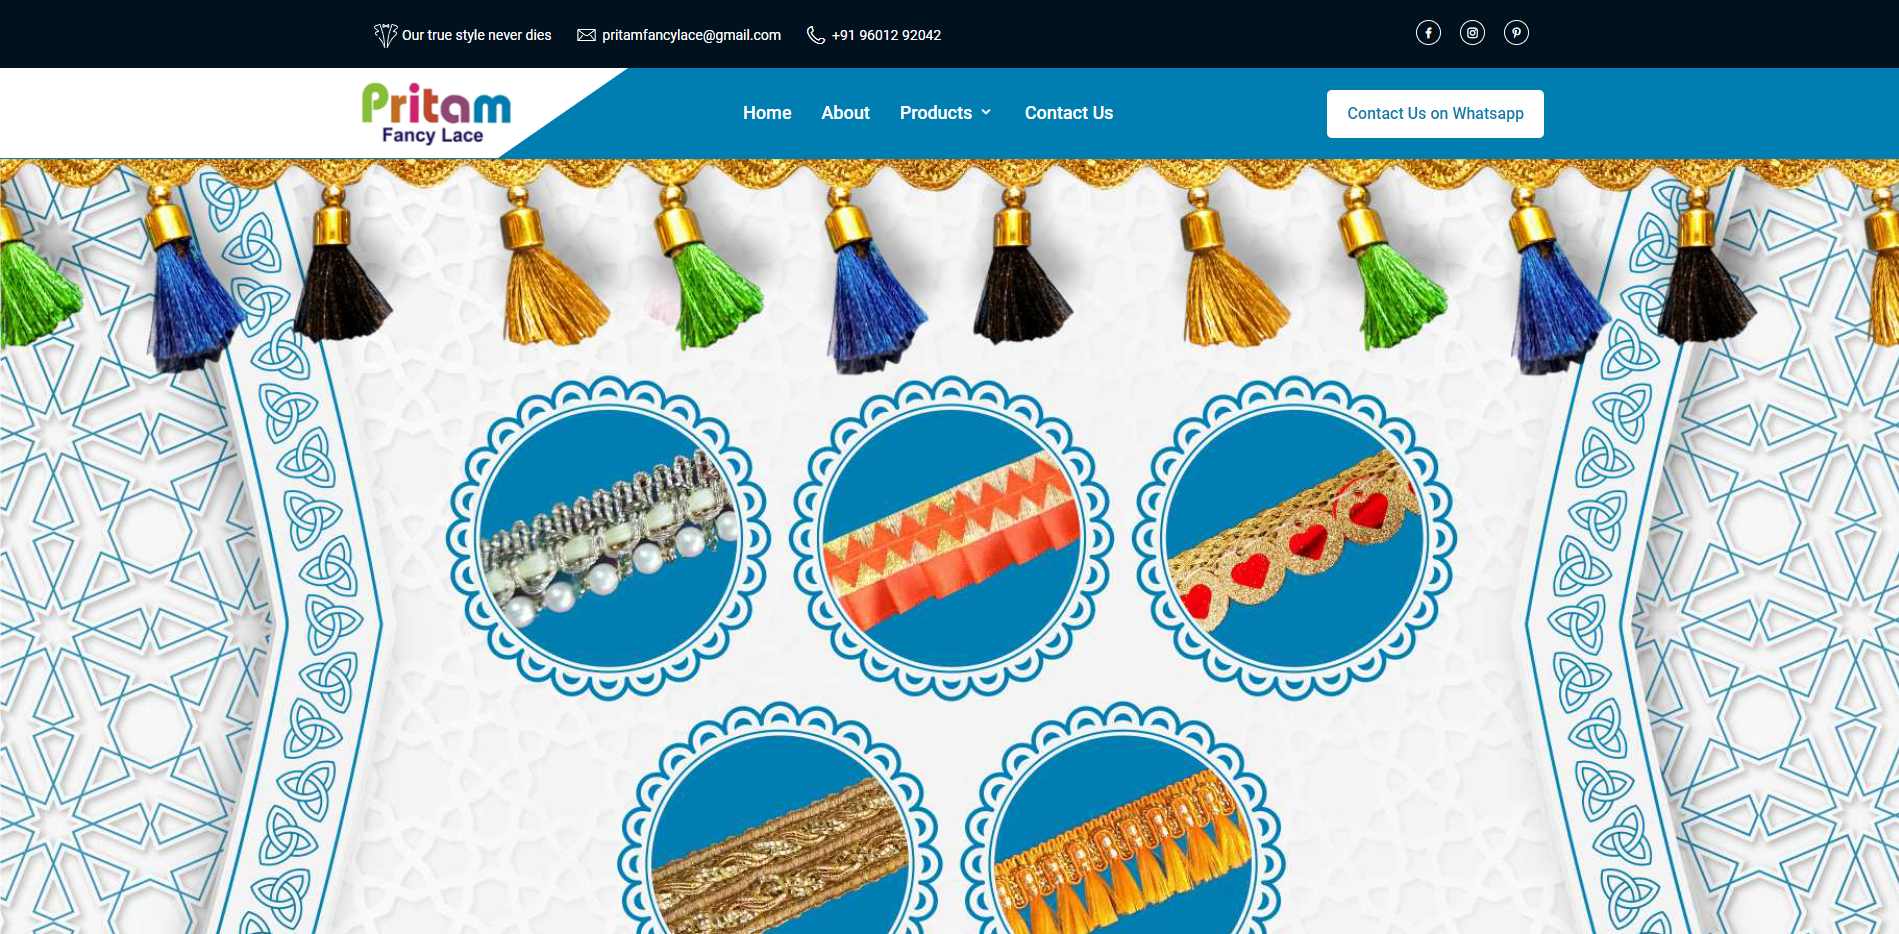 Our true style never dies
pritamfancylace@gmail.com
+91 96012 92042
Pritam
Fancy Lace
Home
About
Products
Contact Us
Contact Us on Whatsapp